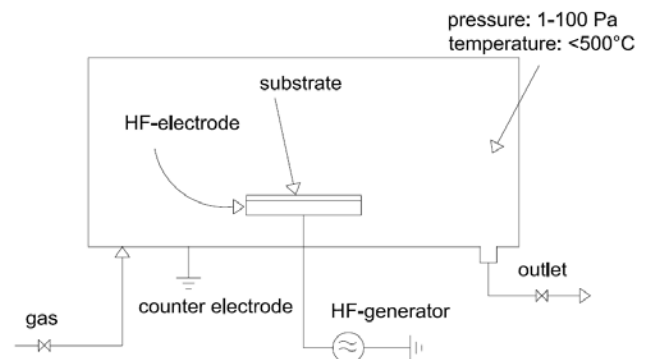 pressure: 1-100 Pa
temperature: <500°C
substrate
HF-electrode
outlet
counter electrode
HF-generator
gas